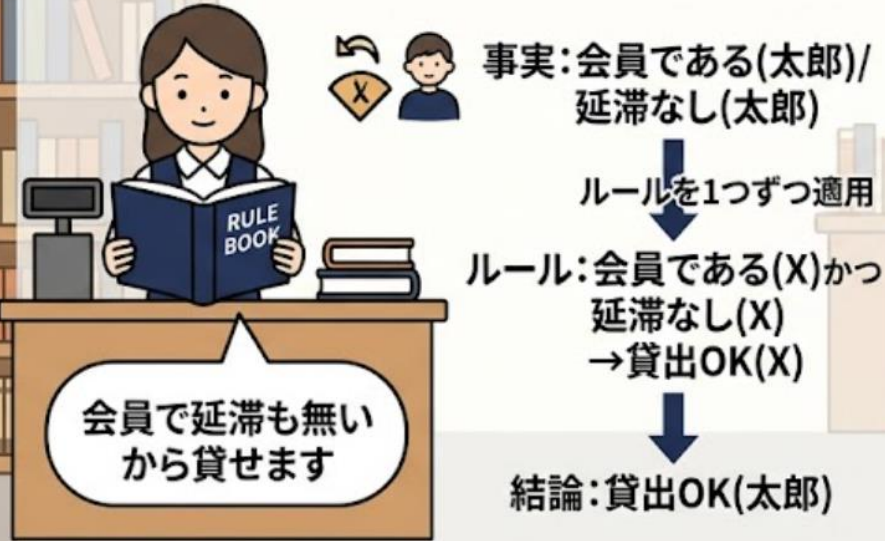 RULE
BOOK
会員で延滞も無い
から貸せます
X
事実：会員である(太郎)/
延滞なし(太郎)
ルールを1つずつ適用
ルール：会員である(X)かつ
延滞なし(X)
→貸出OK(X)
結論：貸出OK(太郎)